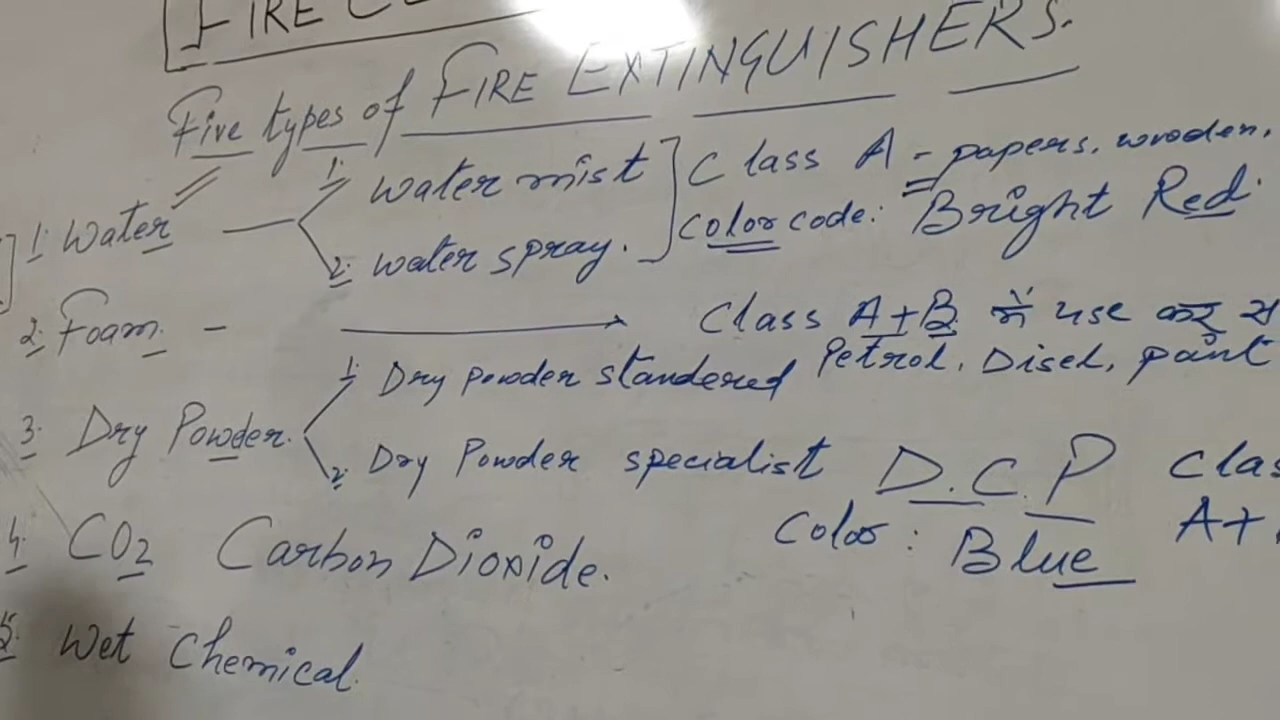 FIRE
Five types of FIRE EXTINGUISHERS.
1. Water
1. Water mist
2. Water spray.
Class A - papers, wooden,
Color code: Bright Red
2. Foam - Class A+B में use कर
Petrol, Disel, paint
3. Dry Powder
1. Dry powder standered
2. Dry Powder specialist
D.C.P
Color: Blue
A+
4. CO2 Carbon Dioxide.
5. Wet Chemical.